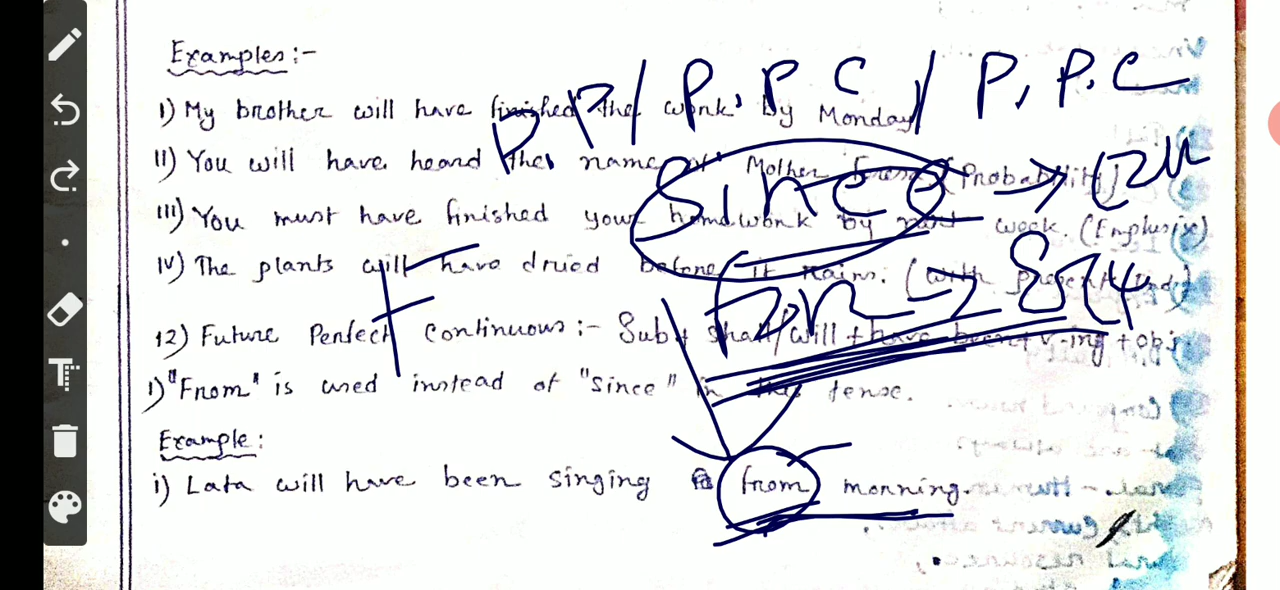 Examples:-
i) My brother will have finished the work by Monday
ii) You will have heard the name of Mother Teresa (Probability)
iii) You must have finished your homework by next week. (Emphasis)
iv) The plants will have dried before it rains. (with present
12) Future Perfect continuous:- Sub + shall/will + have been + v-ing + obj.
i) "From" is used instead of "Since" in this tense.
Example:
i) Lata will have been singing from morning.
P P / P. P C / P. P. C
Since →
For →
F